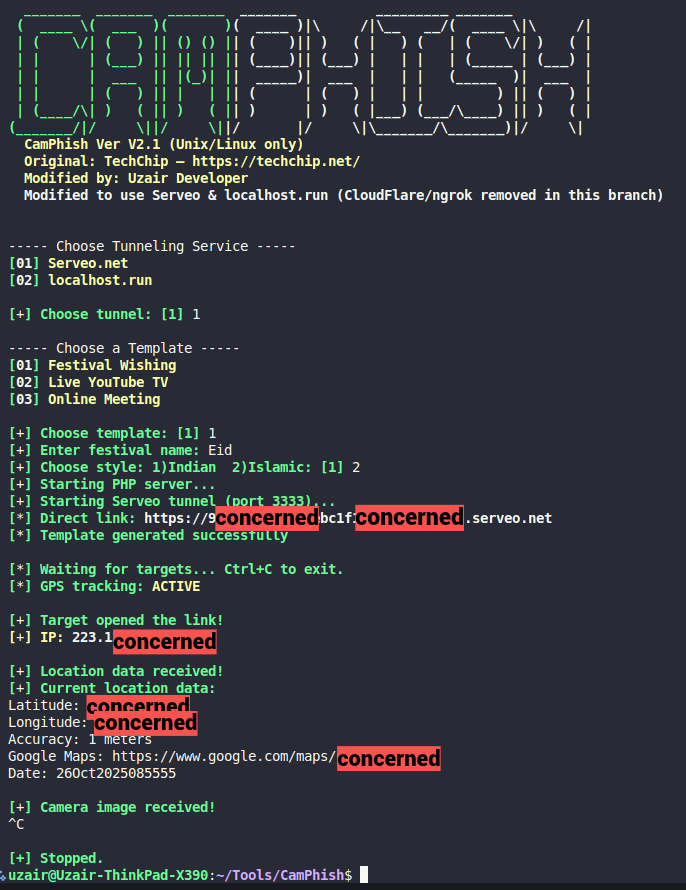 CAMPHISH
CamPhish Ver V2.1 (Unix/Linux only)
Original: TechChip — https://techchip.net/
Modified by: Uzair Developer
Modified to use Serveo & localhost.run (CloudFlare/ngrok removed in this branch)
----- Choose Tunneling Service -----
[01] Serveo.net
[02] localhost.run
[+] Choose tunnel: [1] 1
----- Choose a Template -----
[01] Festival Wishing
[02] Live YouTube TV
[03] Online Meeting
[+] Choose template: [1] 1
[+] Enter festival name: Eid
[+] Choose style: 1)Indian  2)Islamic: [1] 2
[+] Starting PHP server...
[+] Starting Serveo tunnel (port 3333)...
[*] Direct link: https://9 concerned bc1f concerned .serveo.net
[*] Template generated successfully
[*] Waiting for targets... Ctrl+C to exit.
[*] GPS tracking: ACTIVE
[+] Target opened the link!
[+] IP: 223.1 concerned
[+] Location data received!
[+] Current location data:
Latitude: concerned
Longitude: concerned
Accuracy: 1 meters
Google Maps: https://www.google.com/maps/ concerned
Date: 26Oct2025085555
[+] Camera image received!
^C
[+] Stopped.
uzair@Uzair-ThinkPad-X390:~/Tools/CamPhish$